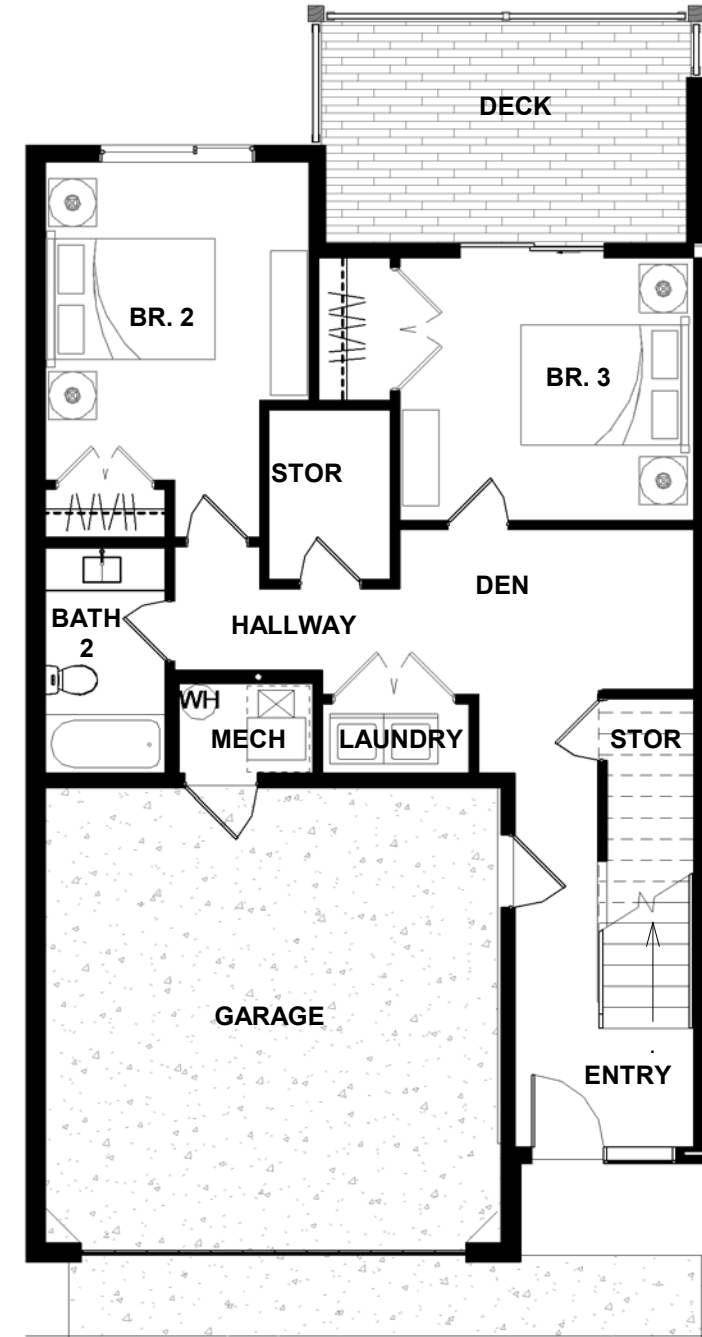 DECK
BR. 2
BR. 3
STOR
DEN
BATH
2
HALLWAY
WH
MECH
LAUNDRY
STOR
GARAGE
ENTRY